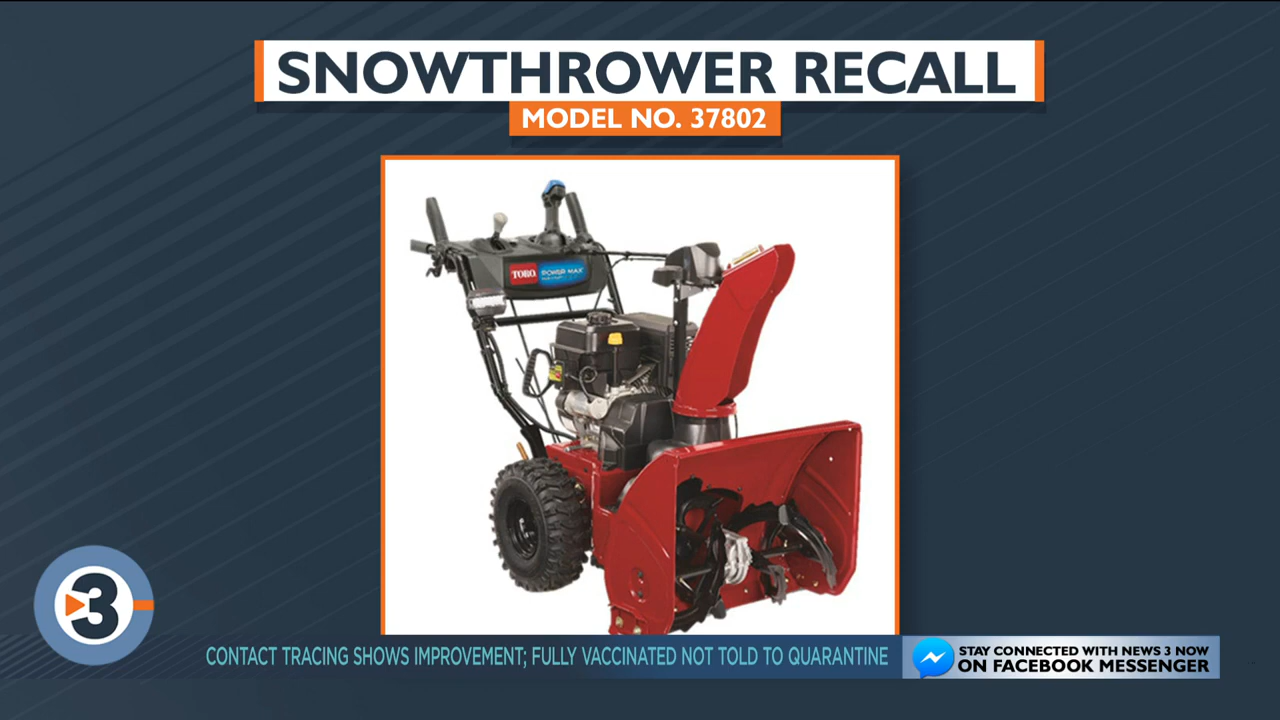 SNOWTHROWER RECALL
MODEL NO. 37802
TORO
POWER MAX
3
CONTACT TRACING SHOWS IMPROVEMENT; FULLY VACCINATED NOT TOLD TO QUARANTINE
STAY CONNECTED WITH NEWS 3 NOW
ON FACEBOOK MESSENGER